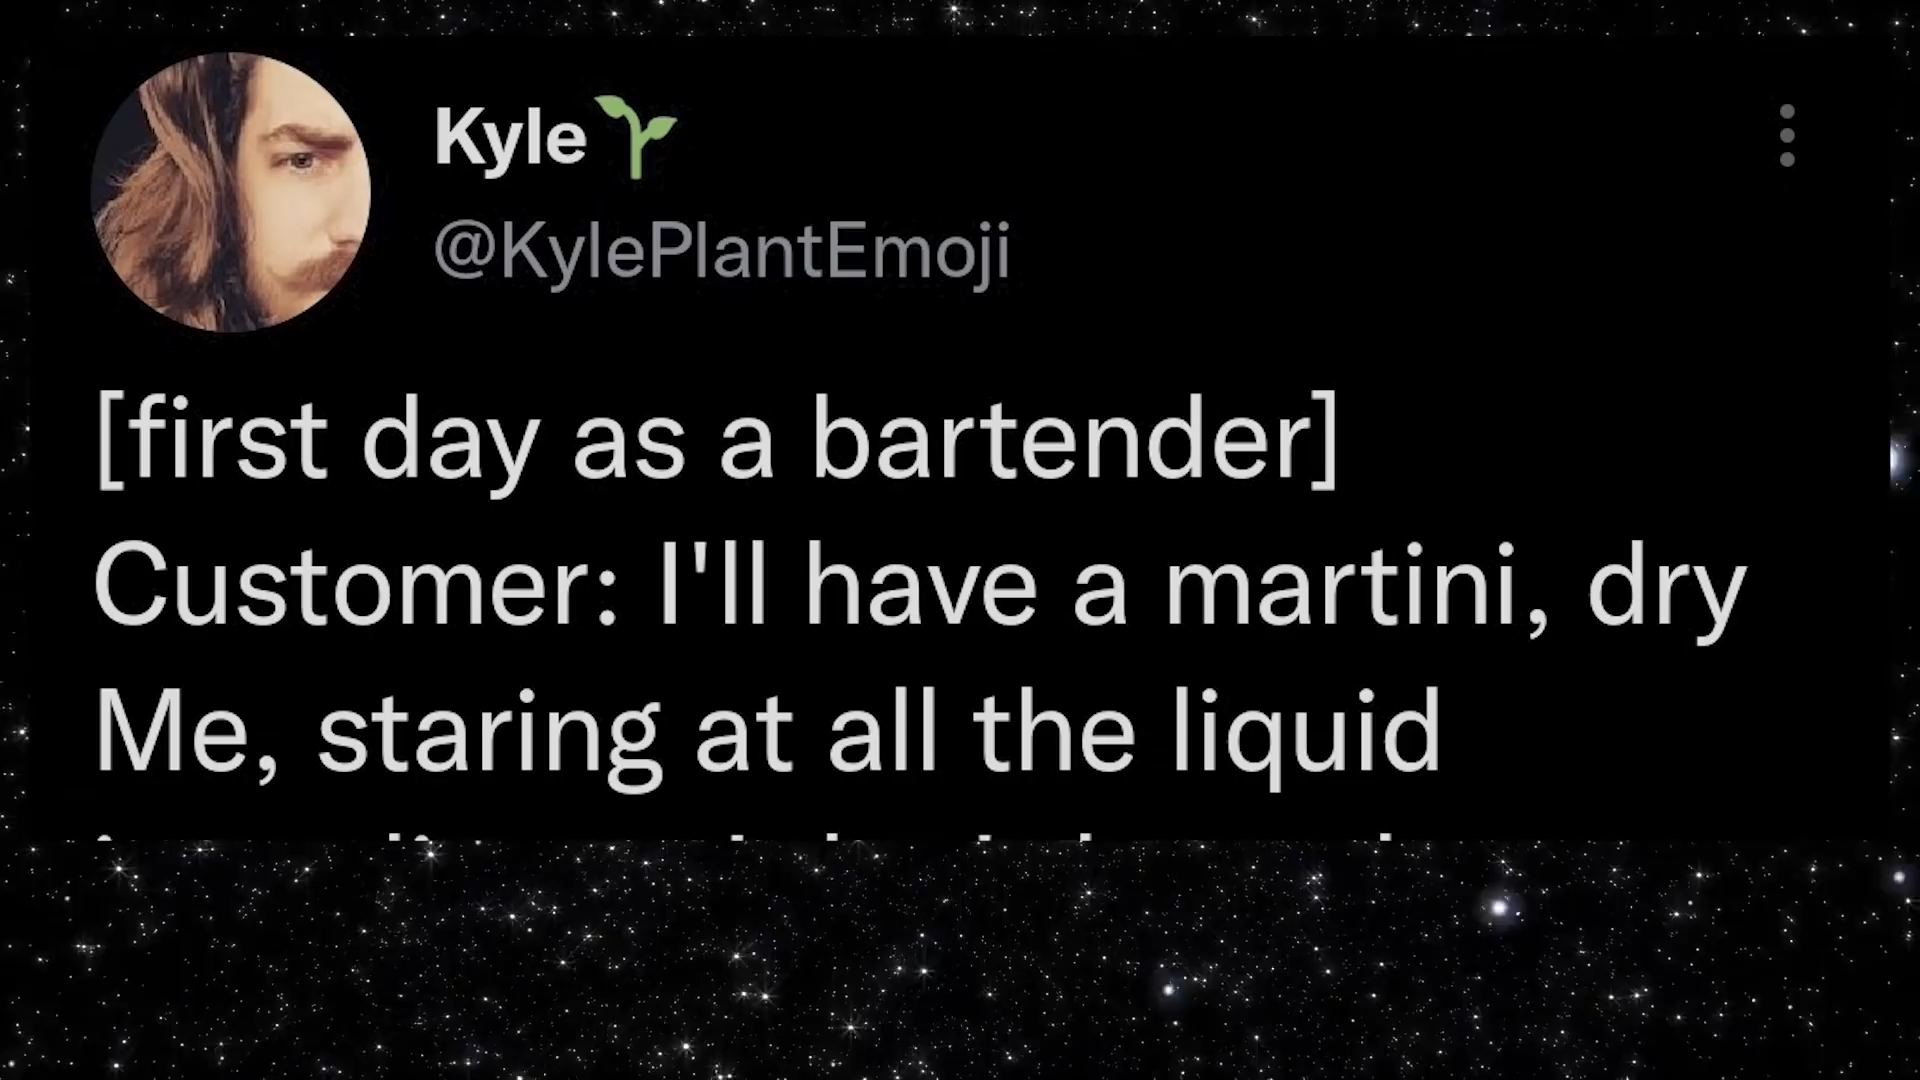 Kyle🌱
@KylePlantEmoji
[first day as a bartender]
Customer: I'll have a martini, dry
Me, staring at all the liquid